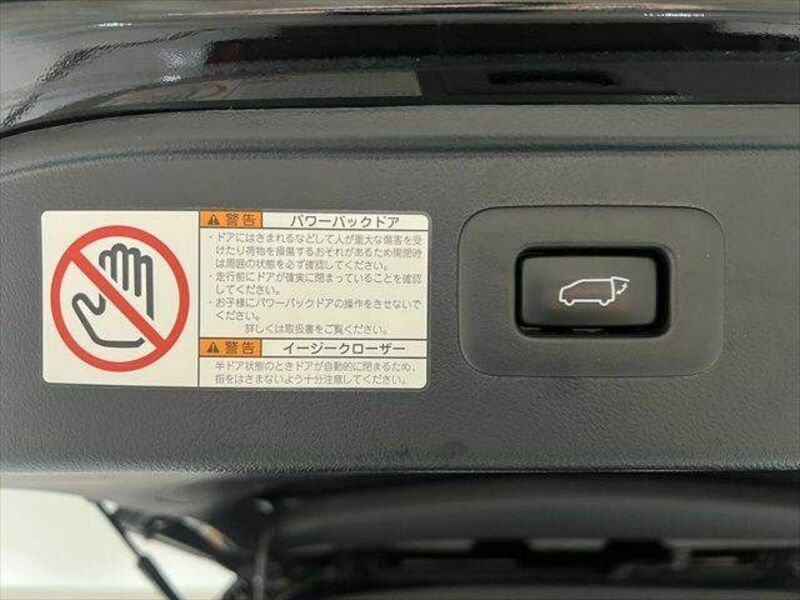 警告 パワーバックドア
・ドアにはさまれるなどして人が重大な傷害を受
けたり荷物を損傷するおそれがあるため開閉時
は周囲の状態を必ず確認してください。
・走行前にドアが確実に閉まっていることを確認
してください。
・お子様にパワーバックドアの操作をさせないで
ください。
詳しくは取扱書をご覧ください。
警告 イージークローザー
半ドア状態のときドアが自動的に閉まるため、
指をはさまないよう十分注意してください。